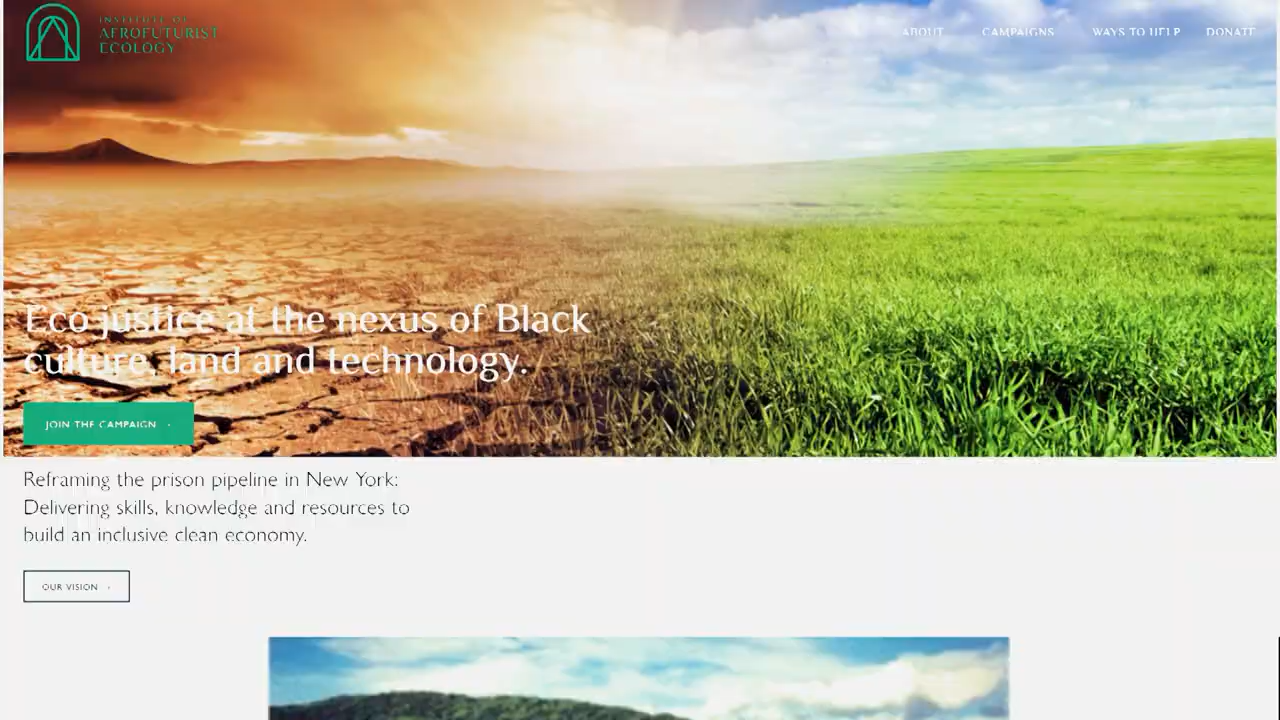 INSTITUTE OF
AFROFUTURIST
ECOLOGY
ABOUT
CAMPAIGNS
WAYS TO HELP
DONATE
Eco justice at the nexus of Black
culture, land and technology.
JOIN THE CAMPAIGN
Reframing the prison pipeline in New York:
Delivering skills, knowledge and resources to
build an inclusive clean economy.
OUR VISION